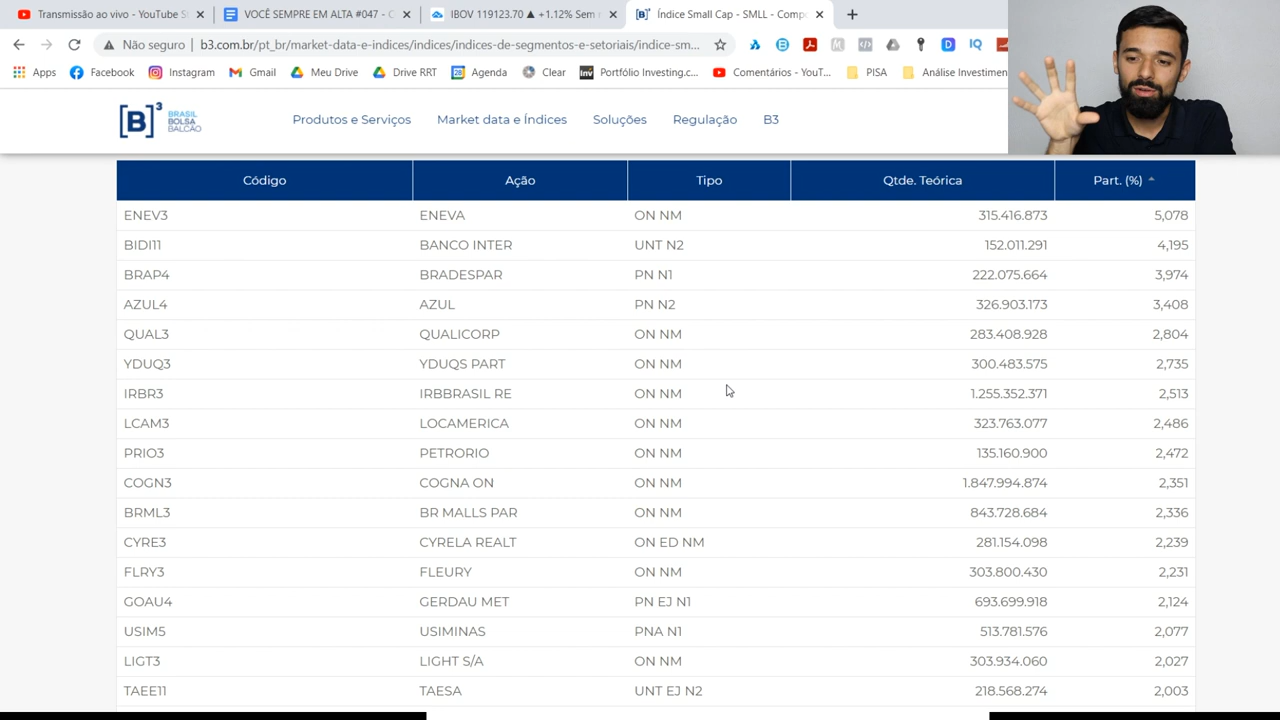 Transmissão ao vivo - YouTube S
VOCÊ SEMPRE EM ALTA #047 - C
IBOV 119123.70 ▲ +1.12% Sem r
[B]³ Índice Small Cap - SMLL - Compo
Não seguro
b3.com.br/pt_br/market-data-e-indices/indices/indices-de-segmentos-e-setoriais/indice-sm...
Apps
Facebook
Instagram
Gmail
Meu Drive
Drive RRT
28 Agenda
Clear
Inv Portfólio Investing.c...
Comentários - YouT...
PISA
Análise Investimen
[B]³ BRASIL
BOLSA
BALCÃO
Produtos e Serviços
Market data e Índices
Soluções
Regulação
B3
Código Ação Tipo Qtde. Teórica Part. (%)
ENEV3 ENEVA ON NM 315.416.873 5,078
BIDI11 BANCO INTER UNT N2 152.011.291 4,195
BRAP4 BRADESPAR PN N1 222.075.664 3,974
AZUL4 AZUL PN N2 326.903.173 3,408
QUAL3 QUALICORP ON NM 283.408.928 2,804
YDUQ3 YDUQS PART ON NM 300.483.575 2,735
IRBR3 IRBBRASIL RE ON NM 1.255.352.371 2,513
LCAM3 LOCAMERICA ON NM 323.763.077 2,486
PRIO3 PETRORIO ON NM 135.160.900 2,472
COGN3 COGNA ON ON NM 1.847.994.874 2,351
BRML3 BR MALLS PAR ON NM 843.728.684 2,336
CYRE3 CYRELA REALT ON ED NM 281.154.098 2,239
FLRY3 FLEURY ON NM 303.800.430 2,231
GOAU4 GERDAU MET PN EJ N1 693.699.918 2,124
USIM5 USIMINAS PNA N1 513.781.576 2,077
LIGT3 LIGHT S/A ON NM 303.934.060 2,027
TAEE11 TAESA UNT EJ N2 218.568.274 2,003